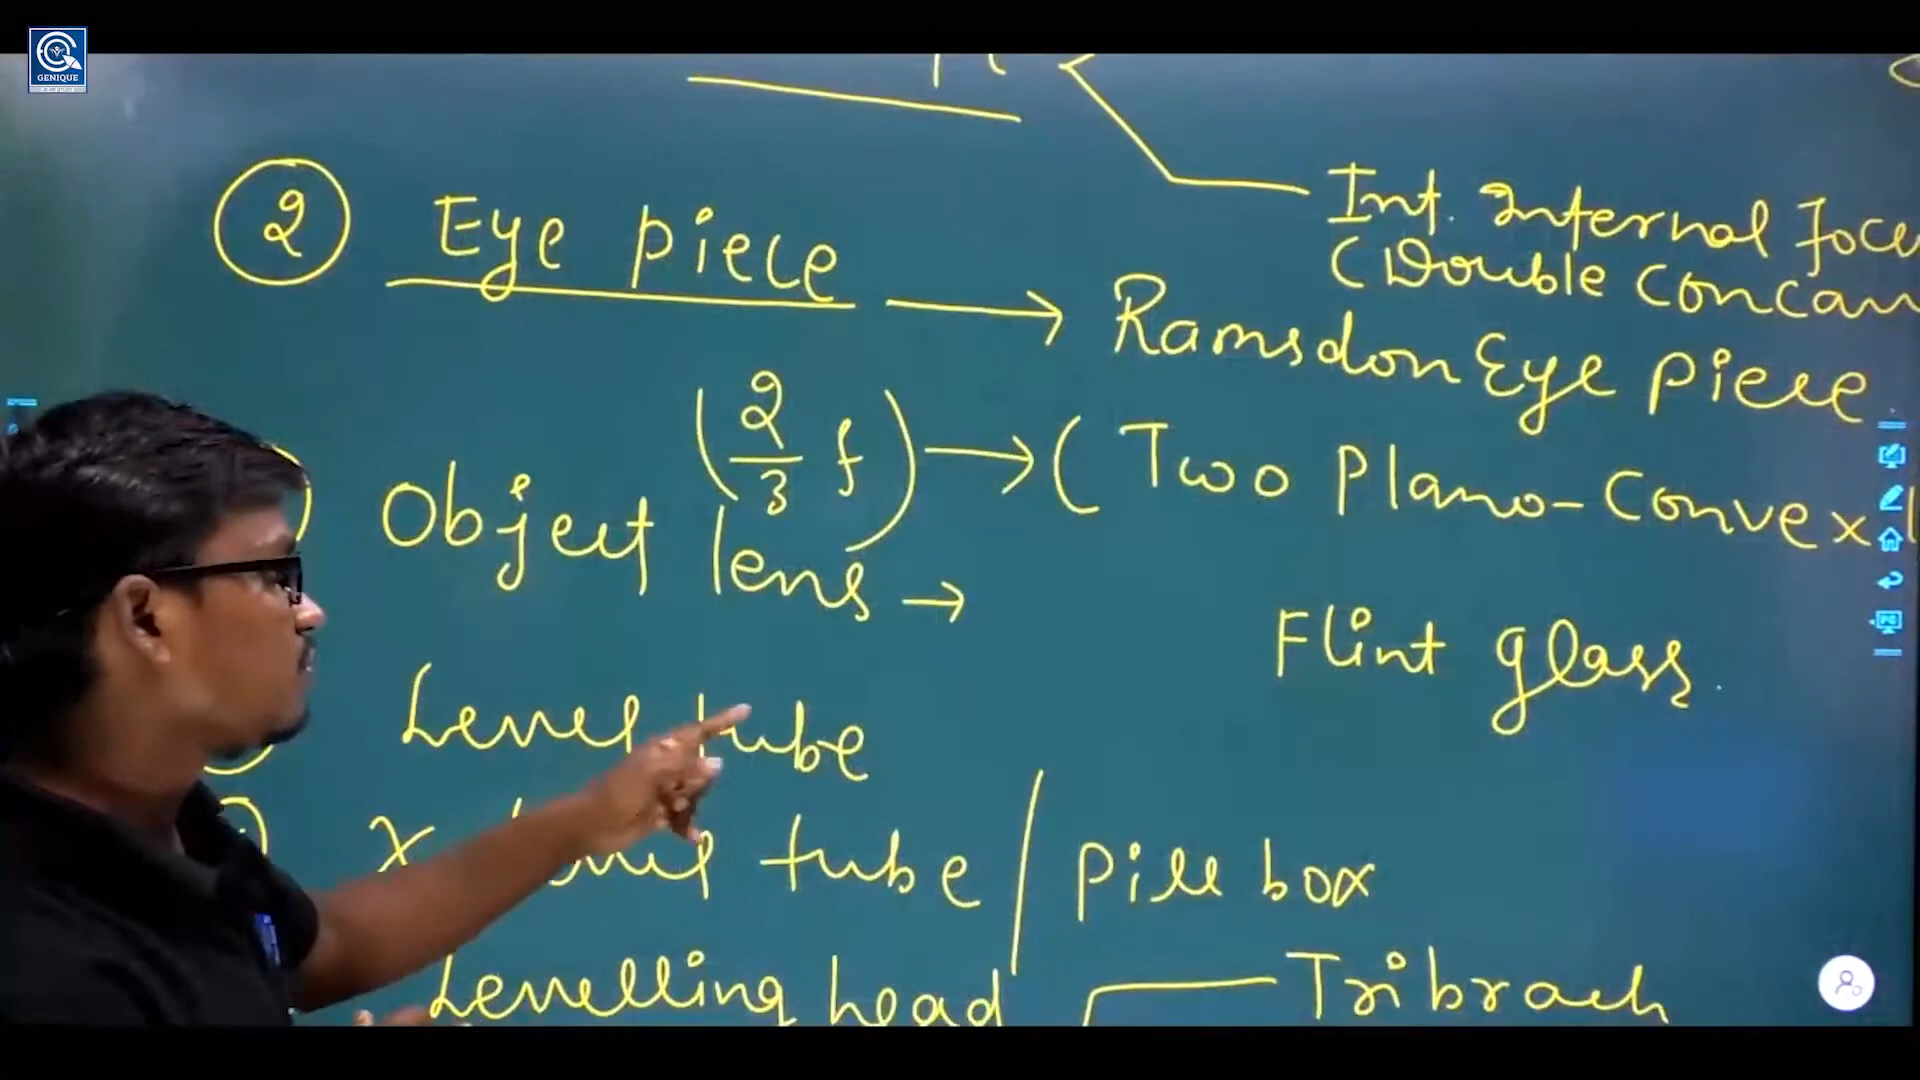 GENIQUE
Int. Internal Focu
(Double Concav
2 Eye piece → Ramsdon Eye Piece
(2/3 f) → (Two Plano-Convex
Object lens →
Flint glass.
Level tube
tube / Pill box
Levelling head
Tribrach